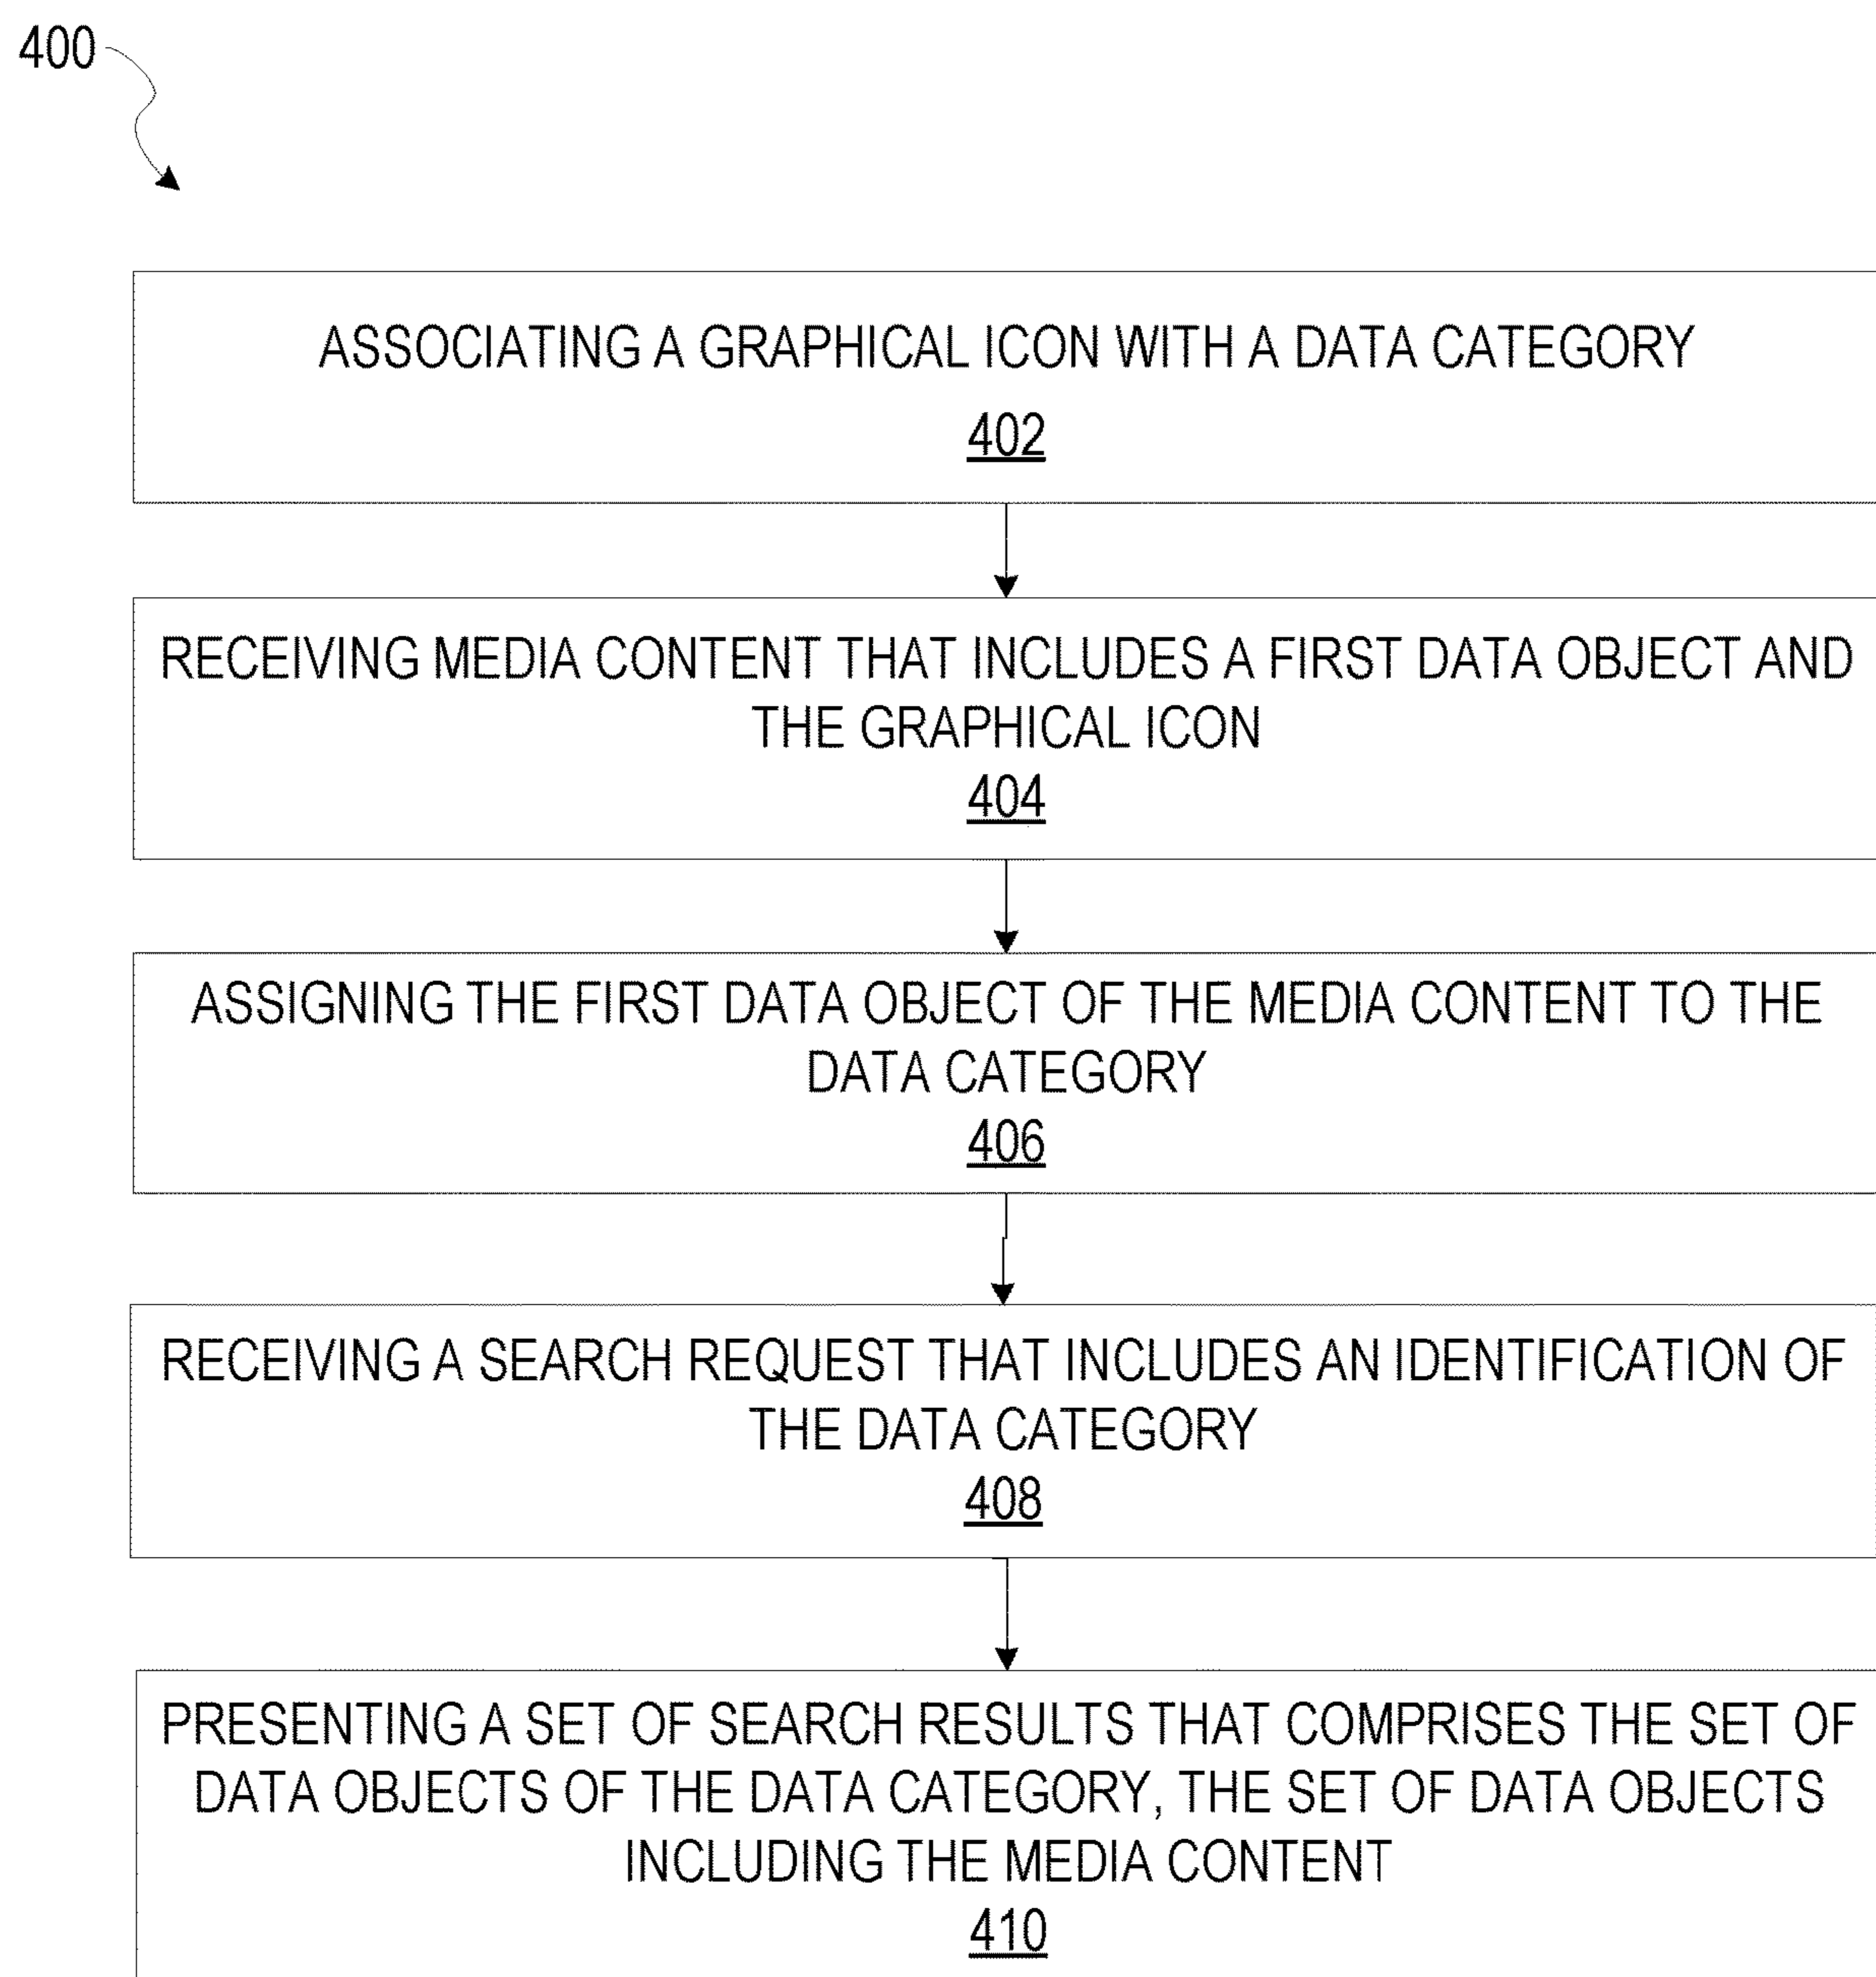 400
ASSOCIATING A GRAPHICAL ICON WITH A DATA CATEGORY
402
RECEIVING MEDIA CONTENT THAT INCLUDES A FIRST DATA OBJECT AND
THE GRAPHICAL ICON
404
ASSIGNING THE FIRST DATA OBJECT OF THE MEDIA CONTENT TO THE
DATA CATEGORY
406
RECEIVING A SEARCH REQUEST THAT INCLUDES AN IDENTIFICATION OF
THE DATA CATEGORY
408
PRESENTING A SET OF SEARCH RESULTS THAT COMPRISES THE SET OF
DATA OBJECTS OF THE DATA CATEGORY, THE SET OF DATA OBJECTS
INCLUDING THE MEDIA CONTENT
410